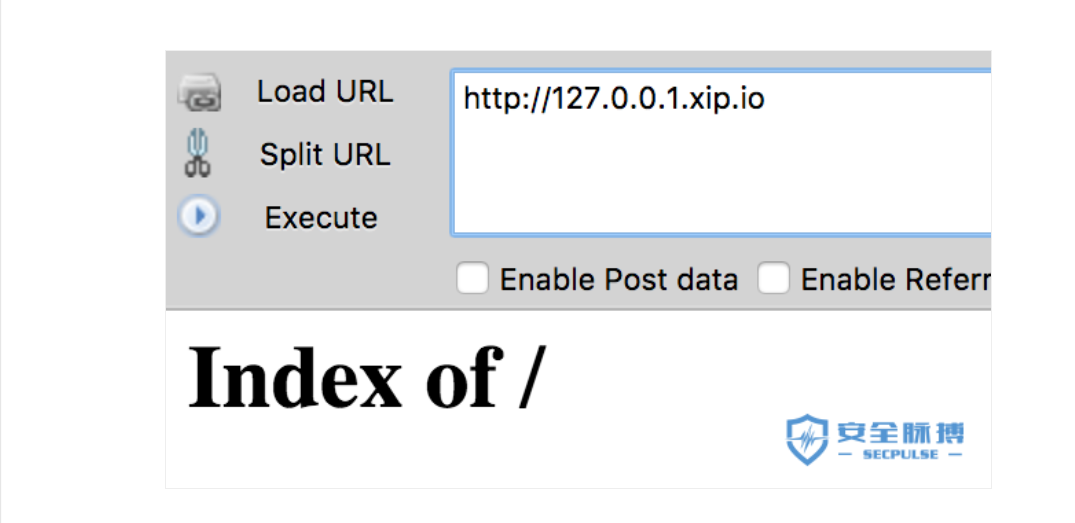 Load URL
http://127.0.0.1.xip.io
Split URL
Execute
Enable Post data
Enable Referr
Index of /
安全脉搏
SECPULSE